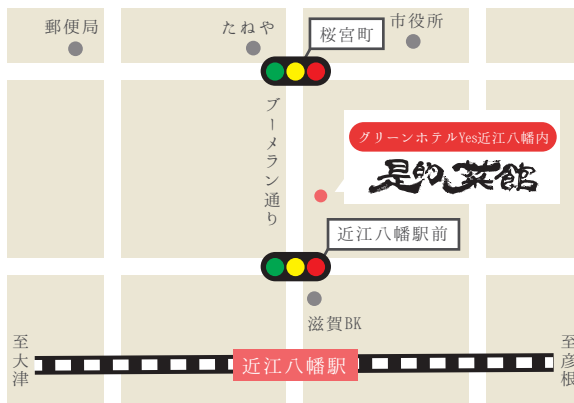 郵便局
たねや
桜宮町
市役所
ブーメラン通り
グリーンホテルYes近江八幡内
是的菜館
近江八幡駅前
滋賀BK
至大津
近江八幡駅
至彦根